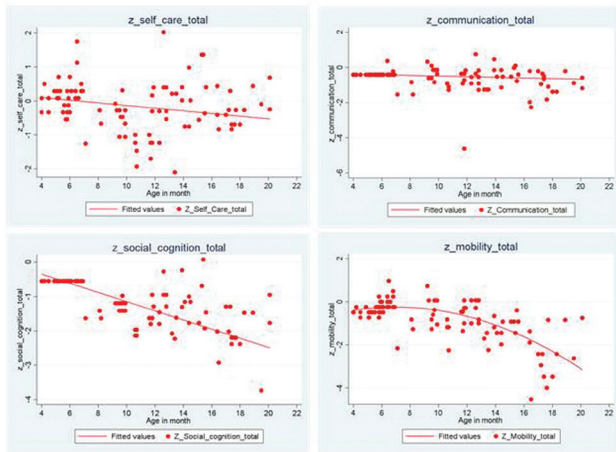 z_self_care_total
z_self_care_total
2
1
0
-1
-2
4 6 8 10 12 14 16 18 20 22
Age in month
Fitted values Z_Self_Care_total
z_communication_total
z_communication_total
2
0
-2
-4
-6
4 6 8 10 12 14 16 18 20 22
Age in month
Fitted values Z_Communication_total
z_social_cognition_total
z_social_cognition_total
0
-1
-2
-3
-4
4 6 8 10 12 14 16 18 20 22
Age in month
Fitted values Z_Social_cognition_total
z_mobility_total
z_mobility_total
2
0
-2
-4
4 6 8 10 12 14 16 18 20 22
Age in month
Fitted values Z_Mobility_total